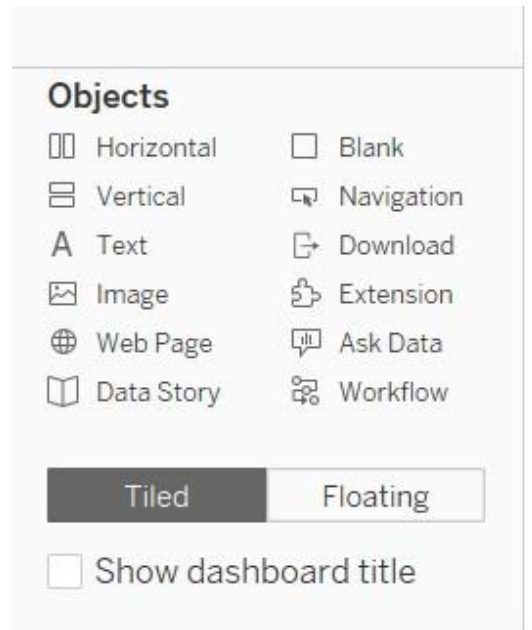 Objects
Horizontal Blank
Vertical Navigation
Text Download
Image Extension
Web Page Ask Data
Data Story Workflow
Tiled Floating
Show dashboard title